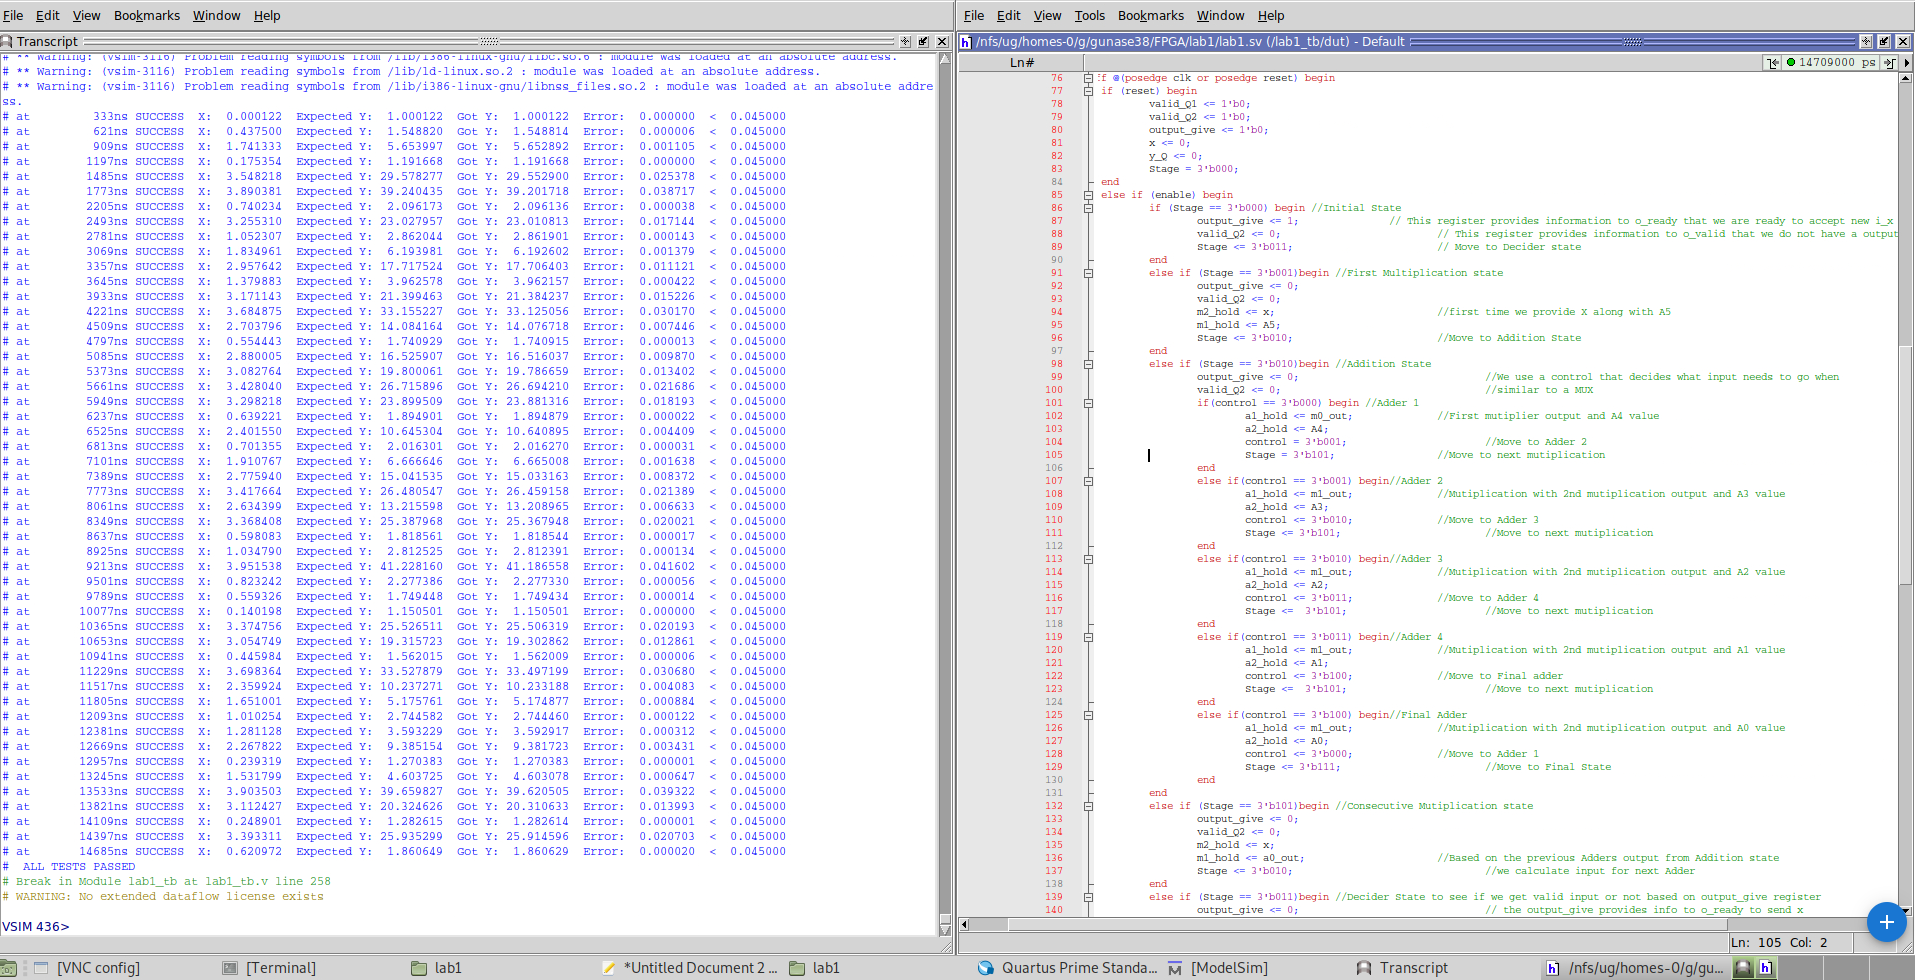 File Edit View Bookmarks Window Help
Transcript
# ** Warning: (vsim-3116) Problem reading symbols from /lib/i386-linux-gnu/libc.so.6 : module was loaded at an absolute address.
# ** Warning: (vsim-3116) Problem reading symbols from /lib/ld-linux.so.2 : module was loaded at an absolute address.
# ** Warning: (vsim-3116) Problem reading symbols from /lib/i386-linux-gnu/libnss_files.so.2 : module was loaded at an absolute addre
ss.
# at 333ns SUCCESS X: 0.000122 Expected Y: 1.000122 Got Y: 1.000122 Error: 0.000000 < 0.045000
# at 621ns SUCCESS X: 0.437500 Expected Y: 1.548820 Got Y: 1.548814 Error: 0.000006 < 0.045000
# at 909ns SUCCESS X: 1.741333 Expected Y: 5.653997 Got Y: 5.652892 Error: 0.001105 < 0.045000
# at 1197ns SUCCESS X: 0.175354 Expected Y: 1.191668 Got Y: 1.191668 Error: 0.000000 < 0.045000
# at 1485ns SUCCESS X: 3.548218 Expected Y: 29.578277 Got Y: 29.552900 Error: 0.025378 < 0.045000
# at 1773ns SUCCESS X: 3.890381 Expected Y: 39.240435 Got Y: 39.201718 Error: 0.038717 < 0.045000
# at 2205ns SUCCESS X: 0.740234 Expected Y: 2.096173 Got Y: 2.096136 Error: 0.000038 < 0.045000
# at 2493ns SUCCESS X: 3.255310 Expected Y: 23.027957 Got Y: 23.010813 Error: 0.017144 < 0.045000
# at 2781ns SUCCESS X: 1.052307 Expected Y: 2.862044 Got Y: 2.861901 Error: 0.000143 < 0.045000
# at 3069ns SUCCESS X: 1.834961 Expected Y: 6.193981 Got Y: 6.192602 Error: 0.001379 < 0.045000
# at 3357ns SUCCESS X: 2.957642 Expected Y: 17.717524 Got Y: 17.706403 Error: 0.011121 < 0.045000
# at 3645ns SUCCESS X: 1.379883 Expected Y: 3.962578 Got Y: 3.962157 Error: 0.000422 < 0.045000
# at 3933ns SUCCESS X: 3.171143 Expected Y: 21.399463 Got Y: 21.384237 Error: 0.015226 < 0.045000
# at 4221ns SUCCESS X: 3.684875 Expected Y: 33.155227 Got Y: 33.125056 Error: 0.030170 < 0.045000
# at 4509ns SUCCESS X: 2.703796 Expected Y: 14.084164 Got Y: 14.076718 Error: 0.007446 < 0.045000
# at 4797ns SUCCESS X: 0.554443 Expected Y: 1.740929 Got Y: 1.740915 Error: 0.000013 < 0.045000
# at 5085ns SUCCESS X: 2.880005 Expected Y: 16.525907 Got Y: 16.516037 Error: 0.009870 < 0.045000
# at 5373ns SUCCESS X: 3.082764 Expected Y: 19.800061 Got Y: 19.786659 Error: 0.013402 < 0.045000
# at 5661ns SUCCESS X: 3.428040 Expected Y: 26.715896 Got Y: 26.694210 Error: 0.021686 < 0.045000
# at 5949ns SUCCESS X: 3.298218 Expected Y: 23.899509 Got Y: 23.881316 Error: 0.018193 < 0.045000
# at 6237ns SUCCESS X: 0.639221 Expected Y: 1.894901 Got Y: 1.894879 Error: 0.000022 < 0.045000
# at 6525ns SUCCESS X: 2.401550 Expected Y: 10.645304 Got Y: 10.640895 Error: 0.004409 < 0.045000
# at 6813ns SUCCESS X: 0.701355 Expected Y: 2.016301 Got Y: 2.016270 Error: 0.000031 < 0.045000
# at 7101ns SUCCESS X: 1.910767 Expected Y: 6.666646 Got Y: 6.665008 Error: 0.001638 < 0.045000
# at 7389ns SUCCESS X: 2.775940 Expected Y: 15.041535 Got Y: 15.033163 Error: 0.008372 < 0.045000
# at 7773ns SUCCESS X: 3.417664 Expected Y: 26.480547 Got Y: 26.459158 Error: 0.021389 < 0.045000
# at 8061ns SUCCESS X: 2.634399 Expected Y: 13.215598 Got Y: 13.208965 Error: 0.006633 < 0.045000
# at 8349ns SUCCESS X: 3.368408 Expected Y: 25.387968 Got Y: 25.367948 Error: 0.020021 < 0.045000
# at 8637ns SUCCESS X: 0.598083 Expected Y: 1.818561 Got Y: 1.818544 Error: 0.000017 < 0.045000
# at 8925ns SUCCESS X: 1.034790 Expected Y: 2.812525 Got Y: 2.812391 Error: 0.000134 < 0.045000
# at 9213ns SUCCESS X: 3.951538 Expected Y: 41.228160 Got Y: 41.186558 Error: 0.041602 < 0.045000
# at 9501ns SUCCESS X: 0.823242 Expected Y: 2.277386 Got Y: 2.277330 Error: 0.000056 < 0.045000
# at 9789ns SUCCESS X: 0.559326 Expected Y: 1.749448 Got Y: 1.749434 Error: 0.000014 < 0.045000
# at 10077ns SUCCESS X: 0.140198 Expected Y: 1.150501 Got Y: 1.150501 Error: 0.000000 < 0.045000
# at 10365ns SUCCESS X: 3.374756 Expected Y: 25.526511 Got Y: 25.506319 Error: 0.020193 < 0.045000
# at 10653ns SUCCESS X: 3.054749 Expected Y: 19.315723 Got Y: 19.302862 Error: 0.012861 < 0.045000
# at 10941ns SUCCESS X: 0.445984 Expected Y: 1.562015 Got Y: 1.562009 Error: 0.000006 < 0.045000
# at 11229ns SUCCESS X: 3.698364 Expected Y: 33.527879 Got Y: 33.497199 Error: 0.030680 < 0.045000
# at 11517ns SUCCESS X: 2.359924 Expected Y: 10.237271 Got Y: 10.233188 Error: 0.004083 < 0.045000
# at 11805ns SUCCESS X: 1.651001 Expected Y: 5.175761 Got Y: 5.174877 Error: 0.000884 < 0.045000
# at 12093ns SUCCESS X: 1.010254 Expected Y: 2.744582 Got Y: 2.744460 Error: 0.000122 < 0.045000
# at 12381ns SUCCESS X: 1.281128 Expected Y: 3.593229 Got Y: 3.592917 Error: 0.000312 < 0.045000
# at 12669ns SUCCESS X: 2.267822 Expected Y: 9.385154 Got Y: 9.381723 Error: 0.003431 < 0.045000
# at 12957ns SUCCESS X: 0.239319 Expected Y: 1.270383 Got Y: 1.270383 Error: 0.000001 < 0.045000
# at 13245ns SUCCESS X: 1.531799 Expected Y: 4.603725 Got Y: 4.603078 Error: 0.000647 < 0.045000
# at 13533ns SUCCESS X: 3.903503 Expected Y: 39.659827 Got Y: 39.620505 Error: 0.039322 < 0.045000
# at 13821ns SUCCESS X: 3.112427 Expected Y: 20.324626 Got Y: 20.310633 Error: 0.013993 < 0.045000
# at 14109ns SUCCESS X: 0.248901 Expected Y: 1.282615 Got Y: 1.282614 Error: 0.000001 < 0.045000
# at 14397ns SUCCESS X: 3.393311 Expected Y: 25.935299 Got Y: 25.914596 Error: 0.020703 < 0.045000
# at 14685ns SUCCESS X: 0.620972 Expected Y: 1.860649 Got Y: 1.860629 Error: 0.000020 < 0.045000
# ALL TESTS PASSED
# Break in Module lab1_tb at lab1_tb.v line 258
# WARNING: No extended dataflow license exists
VSIM 436>
File Edit View Tools Bookmarks Window Help
/nfs/ug/homes-0/g/gunase38/FPGA/lab1/lab1.sv (/lab1_tb/dut) - Default
Ln# 14709000 ps
76 if @(posedge clk or posedge reset) begin
77 if (reset) begin
78 valid_Q1 <= 1'b0;
79 valid_Q2 <= 1'b0;
80 output_give <= 1'b0;
81 x <= 0;
82 y_Q <= 0;
83 Stage = 3'b000;
84 end
85 else if (enable) begin
86 if (Stage == 3'b000) begin //Initial State
87 output_give <= 1; // This register provides information to o_ready that we are ready to accept new i_x
88 valid_Q2 <= 0; // This register provides information to o_valid that we do not have a output
89 Stage <= 3'b011; // Move to Decider state
90 end
91 else if (Stage == 3'b001)begin //First Multiplication state
92 output_give <= 0;
93 valid_Q2 <= 0;
94 m2_hold <= x; //first time we provide X along with A5
95 m1_hold <= A5;
96 Stage <= 3'b010; //Move to Addition State
97 end
98 else if (Stage == 3'b010)begin //Addition State
99 output_give <= 0; //We use a control that decides what input needs to go when
100 valid_Q2 <= 0; //similar to a MUX
101 if(control == 3'b000) begin //Adder 1
102 a1_hold <= m0_out; //First mutiplier output and A4 value
103 a2_hold <= A4;
104 control = 3'b001; //Move to Adder 2
105 Stage = 3'b101; //Move to next mutiplication
106 end
107 else if(control == 3'b001) begin//Adder 2
108 a1_hold <= m1_out; //Mutiplication with 2nd mutiplication output and A3 value
109 a2_hold <= A3;
110 control <= 3'b010; //Move to Adder 3
111 Stage <= 3'b101; //Move to next mutiplication
112 end
113 else if(control == 3'b010) begin//Adder 3
114 a1_hold <= m1_out; //Mutiplication with 2nd mutiplication output and A2 value
115 a2_hold <= A2;
116 control <= 3'b011; //Move to Adder 4
117 Stage <= 3'b101; //Move to next mutiplication
118 end
119 else if(control == 3'b011) begin//Adder 4
120 a1_hold <= m1_out; //Mutiplication with 2nd mutiplication output and A1 value
121 a2_hold <= A1;
122 control <= 3'b100; //Move to Final adder
123 Stage <= 3'b101; //Move to next mutiplication
124 end
125 else if(control == 3'b100) begin//Final Adder
126 a1_hold <= m1_out; //Mutiplication with 2nd mutiplication output and A0 value
127 a2_hold <= A0;
128 control <= 3'b000; //Move to Adder 1
129 Stage <= 3'b111; //Move to Final State
130 end
131 end
132 else if (Stage == 3'b101)begin //Consecutive Mutiplication state
133 output_give <= 0;
134 valid_Q2 <= 0;
135 m2_hold <= x;
136 m1_hold <= a0_out; //Based on the previous Adders output from Addition state
137 Stage <= 3'b010; //we calculate input for next Adder
138 end
139 else if (Stage == 3'b011)begin //Decider State to see if we get valid input or not based on output_give register
140 output_give <= 0; // the output_give provides info to o_ready to send x
Ln: 105 Col: 2
[VNC config] [Terminal] lab1 *Untitled Document 2 ... lab1 Quartus Prime Standa... [ModelSim] Transcript /nfs/ug/homes-0/g/gu...